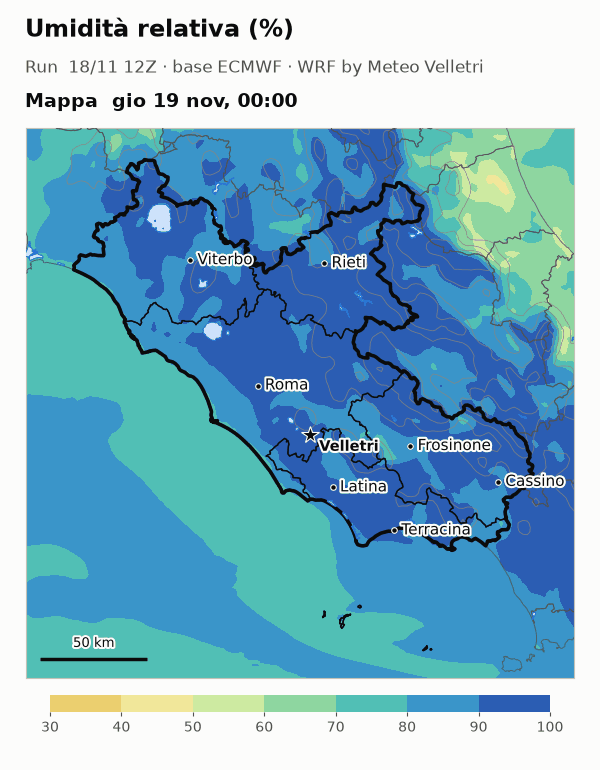 Umidità relativa (%)
Run  18/11 12Z · base ECMWF · WRF by Meteo Velletri
Mappa  gio 19 nov, 00:00
Viterbo
Rieti
Roma
Velletri
Frosinone
Latina
Cassino
Terracina
50 km
30 40 50 60 70 80 90 100